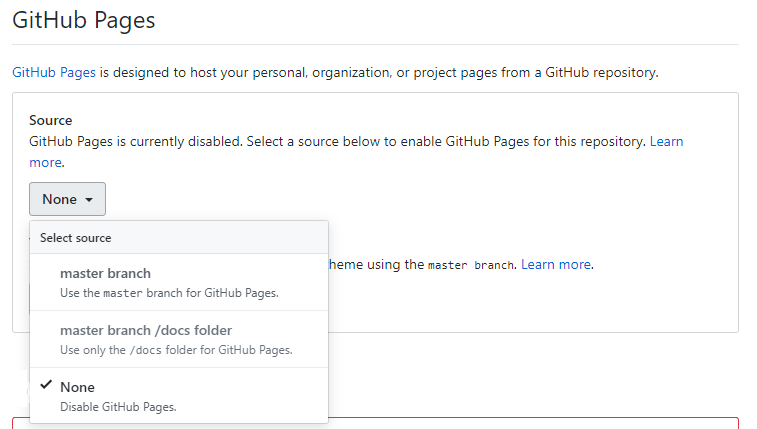 GitHub Pages
GitHub Pages is designed to host your personal, organization, or project pages from a GitHub repository.
Source
GitHub Pages is currently disabled. Select a source below to enable GitHub Pages for this repository. Learn
more.
None
Select source
heme using the master branch. Learn more.
master branch
Use the master branch for GitHub Pages.
master branch /docs folder
Use only the /docs folder for GitHub Pages.
None
Disable GitHub Pages.